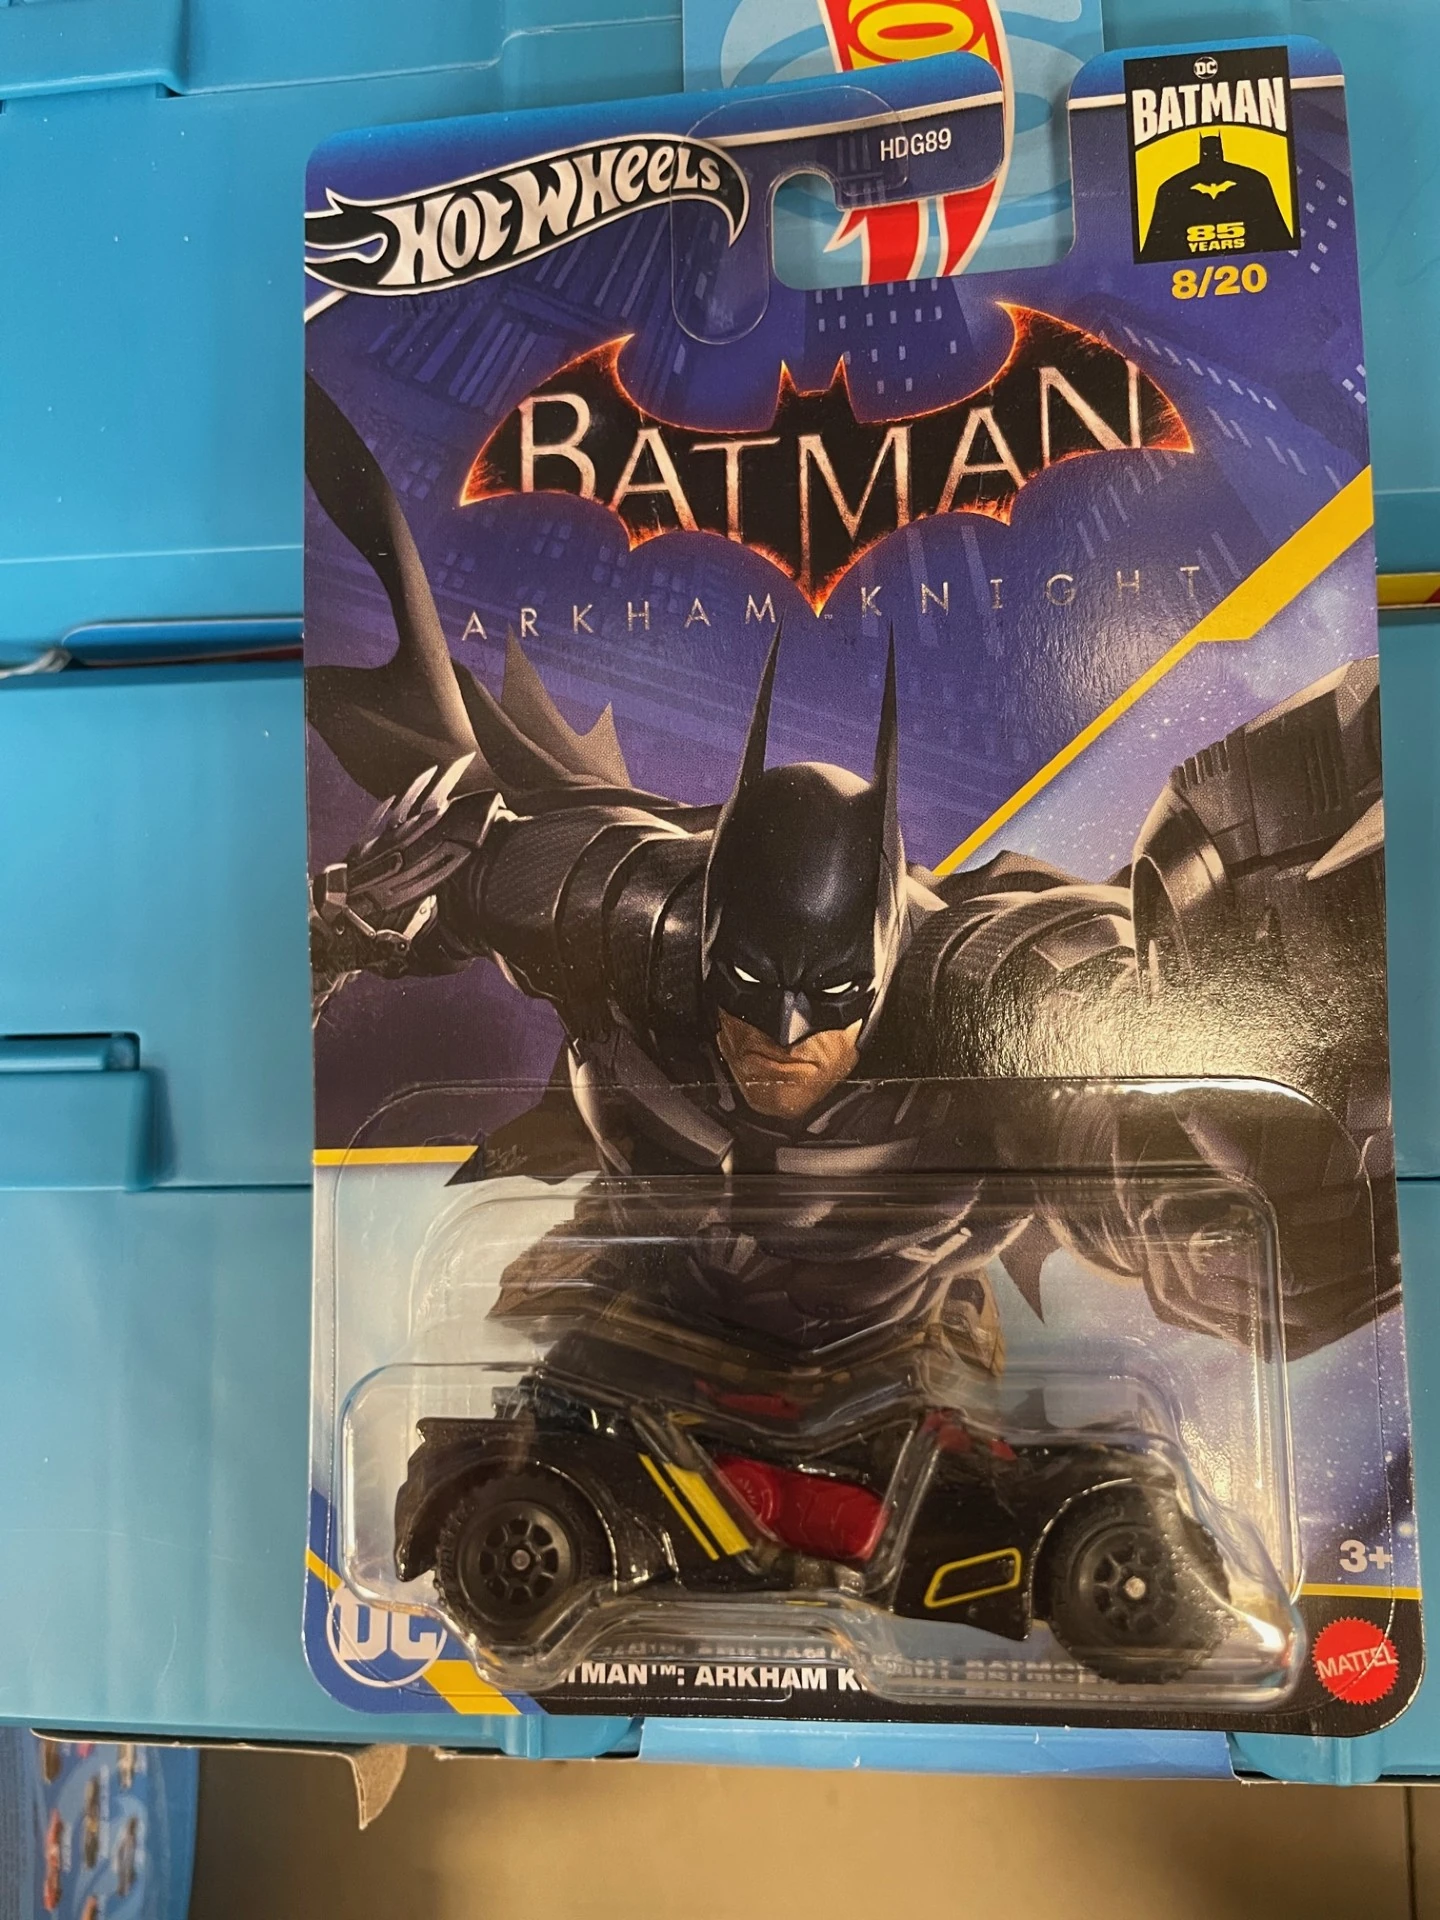 HOT WHEELS
HDG89
DC
BATMAN
85
YEARS
8/20
BATMAN
ARKHAM KNIGHT
3+
DC
MATTEL
TMAN™: ARKHAM K